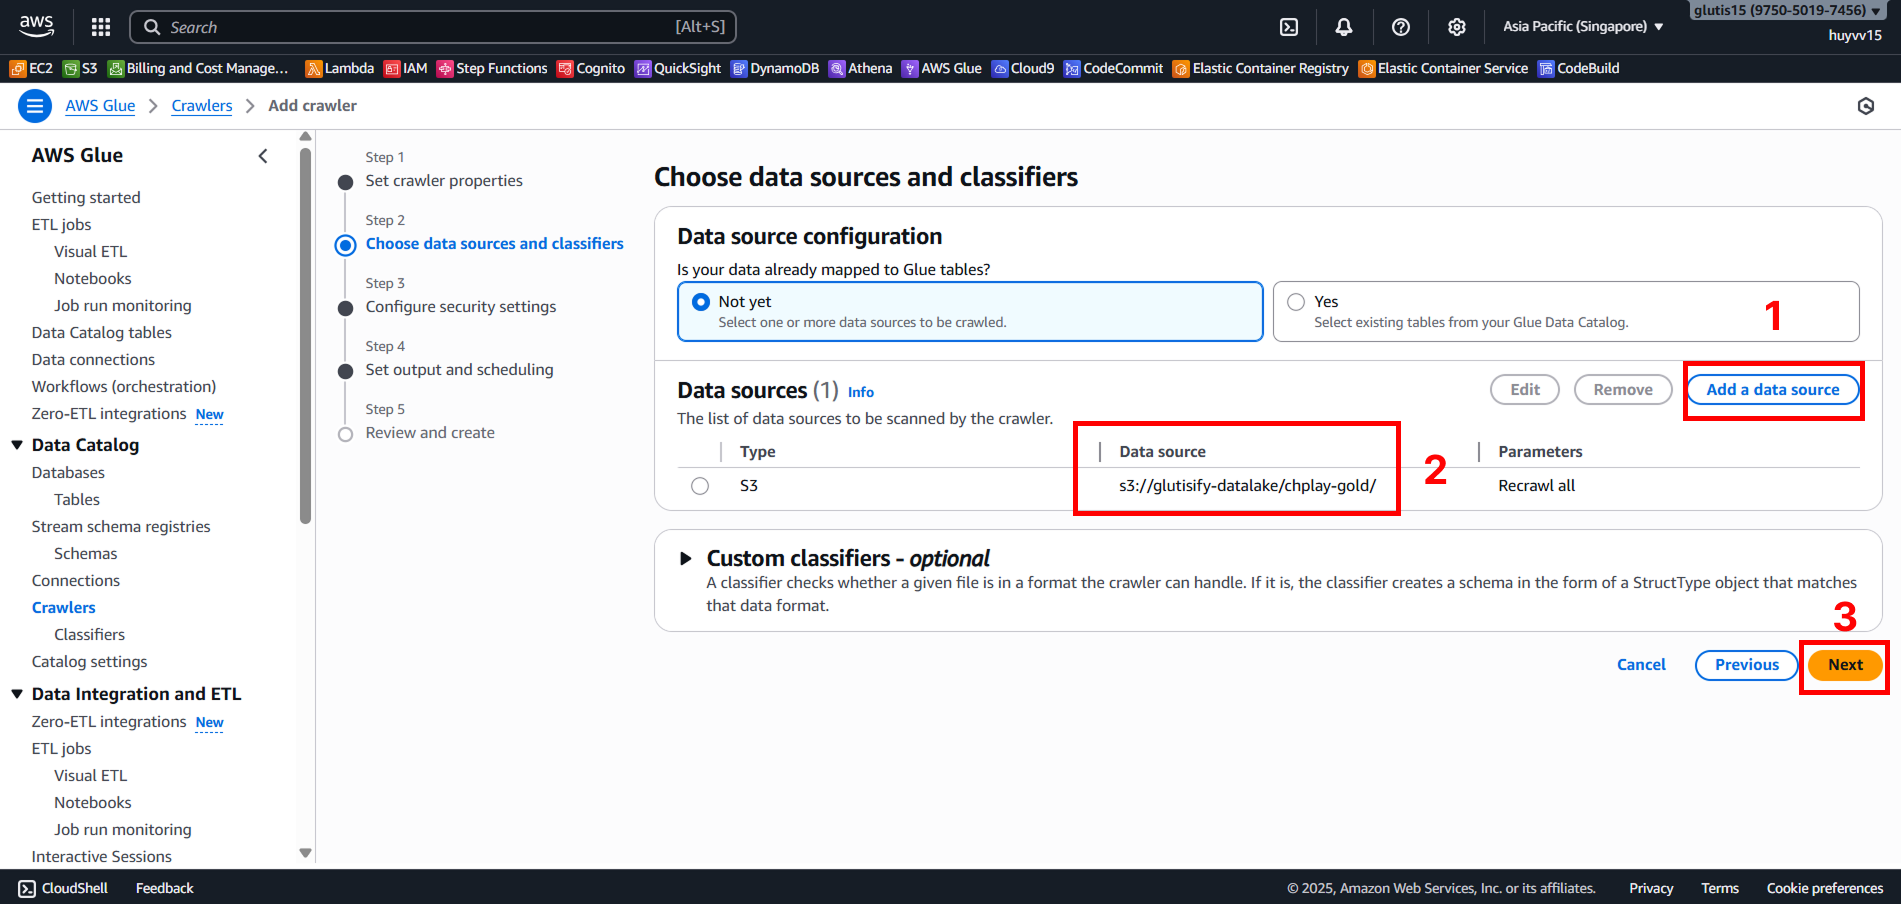 aws
Search [Alt+S]
Asia Pacific (Singapore)
glutis15 (9750-5019-7456)
huyvv15
EC2 S3 Billing and Cost Manage... Lambda IAM Step Functions Cognito QuickSight DynamoDB Athena AWS Glue Cloud9 CodeCommit Elastic Container Registry Elastic Container Service CodeBuild
AWS Glue Crawlers Add crawler
AWS Glue
Getting started
ETL jobs
Visual ETL
Notebooks
Job run monitoring
Data Catalog tables
Data connections
Workflows (orchestration)
Zero-ETL integrations New
Data Catalog
Databases
Tables
Stream schema registries
Schemas
Connections
Crawlers
Classifiers
Catalog settings
Data Integration and ETL
Zero-ETL integrations New
ETL jobs
Visual ETL
Notebooks
Job run monitoring
Interactive Sessions
Step 1
Set crawler properties
Step 2
Choose data sources and classifiers
Step 3
Configure security settings
Step 4
Set output and scheduling
Step 5
Review and create
Choose data sources and classifiers
Data source configuration
Is your data already mapped to Glue tables?
Not yet
Select one or more data sources to be crawled.
Yes
Select existing tables from your Glue Data Catalog.
1
Data sources (1) Info
Edit Remove Add a data source
The list of data sources to be scanned by the crawler.
Type Data source Parameters
S3 s3://glutisify-datalake/chplay-gold/ Recrawl all
2
Custom classifiers - optional
A classifier checks whether a given file is in a format the crawler can handle. If it is, the classifier creates a schema in the form of a StructType object that matches
that data format.
3
Cancel Previous Next
CloudShell Feedback © 2025, Amazon Web Services, Inc. or its affiliates. Privacy Terms Cookie preferences